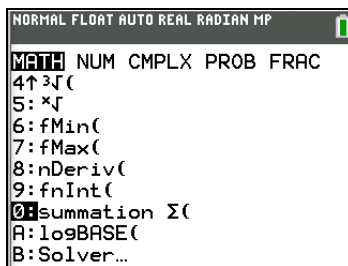 NORMAL FLOAT AUTO REAL RADIAN MP
MATH NUM CMPLX PROB FRAC
4↑³√(
5: ˣ√
6:fMin(
7:fMax(
8:nDeriv(
9:fnInt(
0:summation Σ(
A:logBASE(
B:Solver…